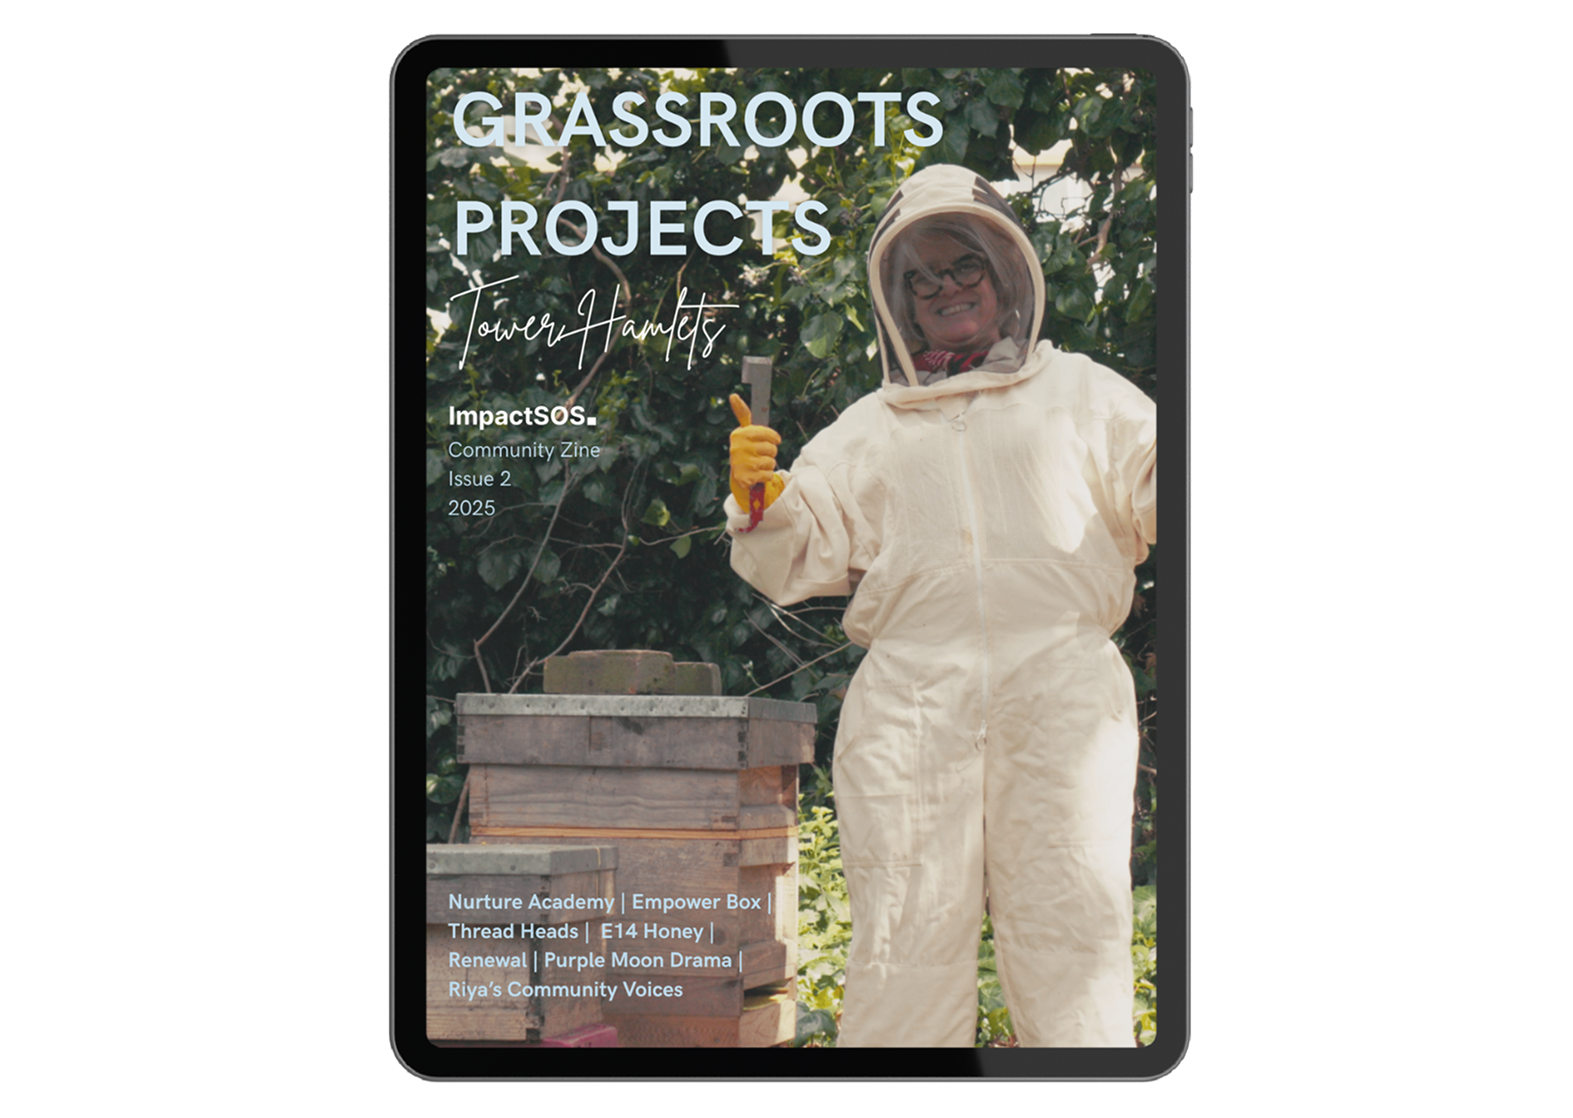 GRASSROOTS
PROJECTS
Tower Hamlets
ImpactSOS.
Community Zine
Issue 2
2025
Nurture Academy | Empower Box |
Thread Heads | E14 Honey |
Renewal | Purple Moon Drama |
Riya's Community Voices